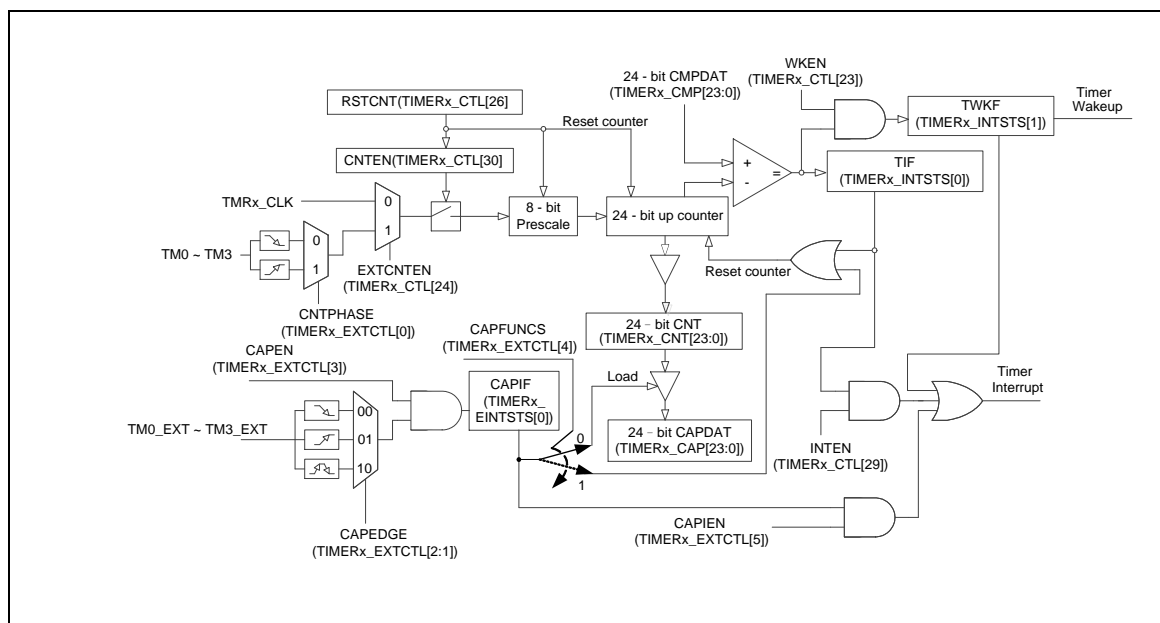 24 - bit CMPDAT
(TIMERx_CMP[23:0])
WKEN
(TIMERx_CTL[23])
RSTCNT(TIMERx_CTL[26]
Reset counter
TWKF
(TIMERx_INTSTS[1])
Timer
Wakeup
CNTEN(TIMERx_CTL[30]
+
-
=
TIF
(TIMERx_INTSTS[0])
TMRx_CLK
0
1
8 - bit
Prescale
24 - bit up counter
TM0 ~ TM3
0
1
EXTCNTEN
(TIMERx_CTL[24])
Reset counter
CNTPHASE
(TIMERx_EXTCTL[0])
24 - bit CNT
(TIMERx_CNT[23:0])
CAPFUNCS
(TIMERx_EXTCTL[4])
CAPEN
(TIMERx_EXTCTL[3])
CAPIF
(TIMERx_
EINTSTS[0])
Load
Timer
Interrupt
TM0_EXT ~ TM3_EXT
00
01
10
0
1
24 - bit CAPDAT
(TIMERx_CAP[23:0])
INTEN
(TIMERx_CTL[29])
CAPEDGE
(TIMERx_EXTCTL[2:1])
CAPIEN
(TIMERx_EXTCTL[5])